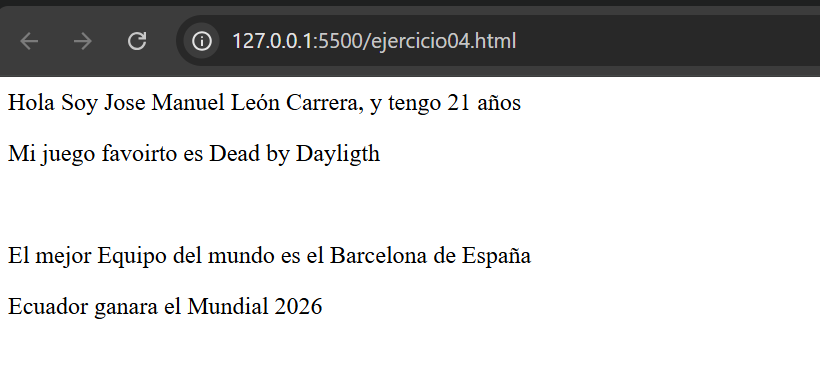 127.0.0.1:5500/ejercicio04.html
Hola Soy Jose Manuel León Carrera, y tengo 21 años
Mi juego favoirto es Dead by Dayligth
El mejor Equipo del mundo es el Barcelona de España
Ecuador ganara el Mundial 2026